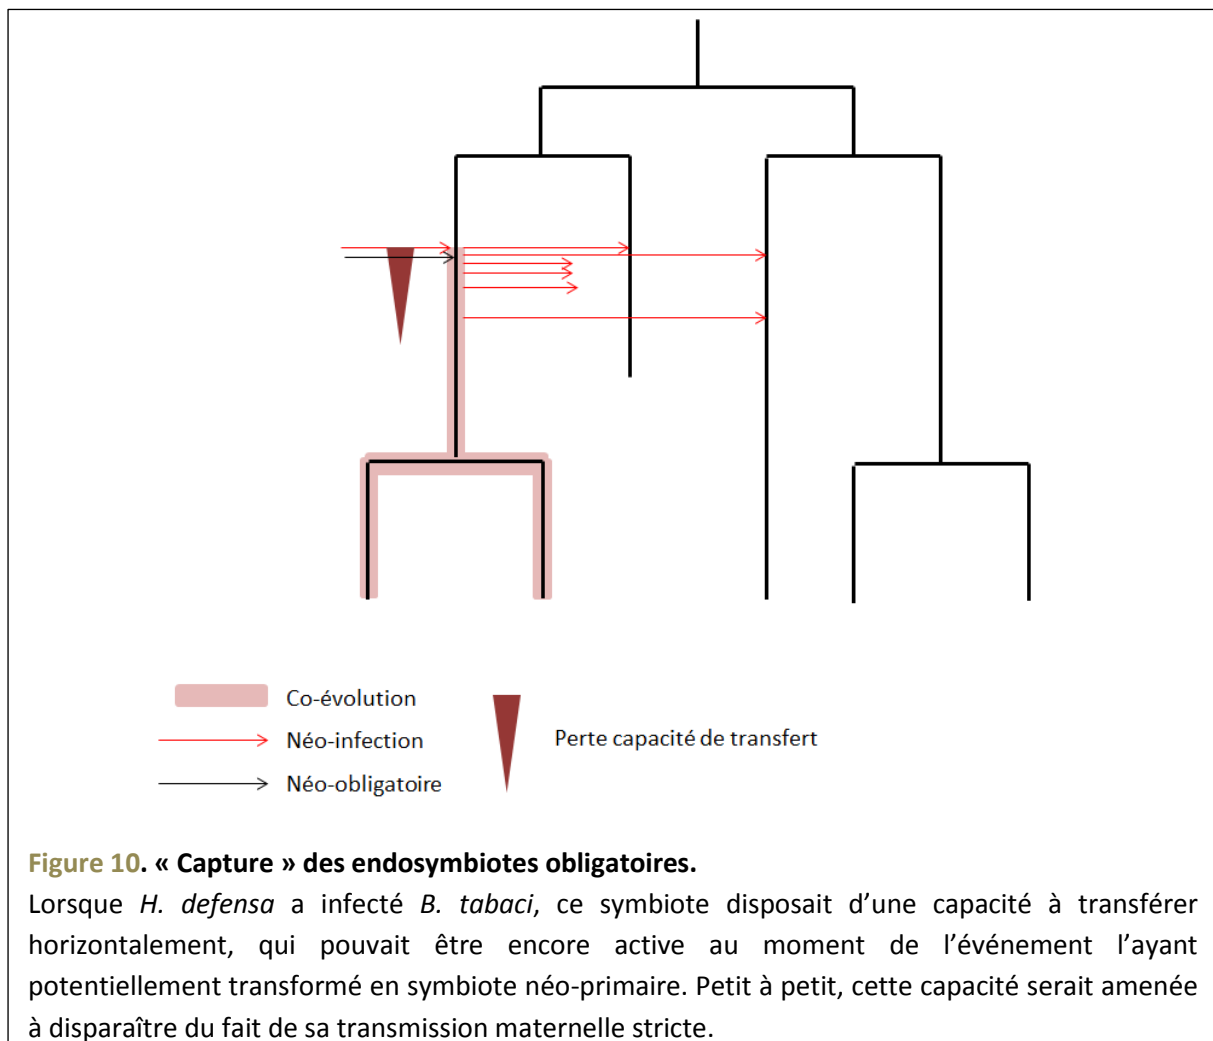 Co-évolution
Néo-infection
Néo-obligatoire
Perte capacité de transfert
Figure 10. « Capture » des endosymbiotes obligatoires.
Lorsque H. defensa a infecté B. tabaci, ce symbiote disposait d’une capacité à transférer
horizontalement, qui pouvait être encore active au moment de l’événement l’ayant
potentiellement transformé en symbiote néo-primaire. Petit à petit, cette capacité serait amenée
à disparaître du fait de sa transmission maternelle stricte.